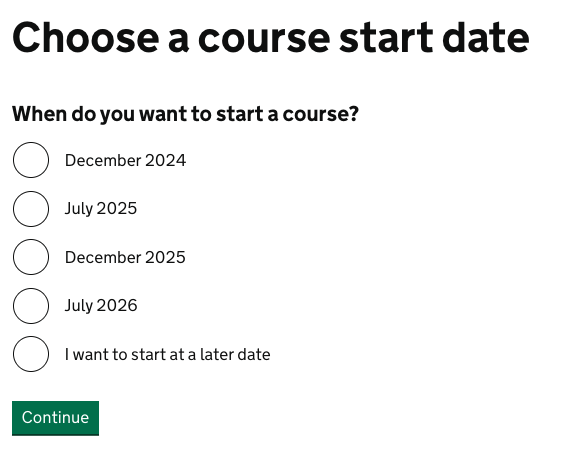 Choose a course start date
When do you want to start a course?
December 2024
July 2025
December 2025
July 2026
I want to start at a later date
Continue